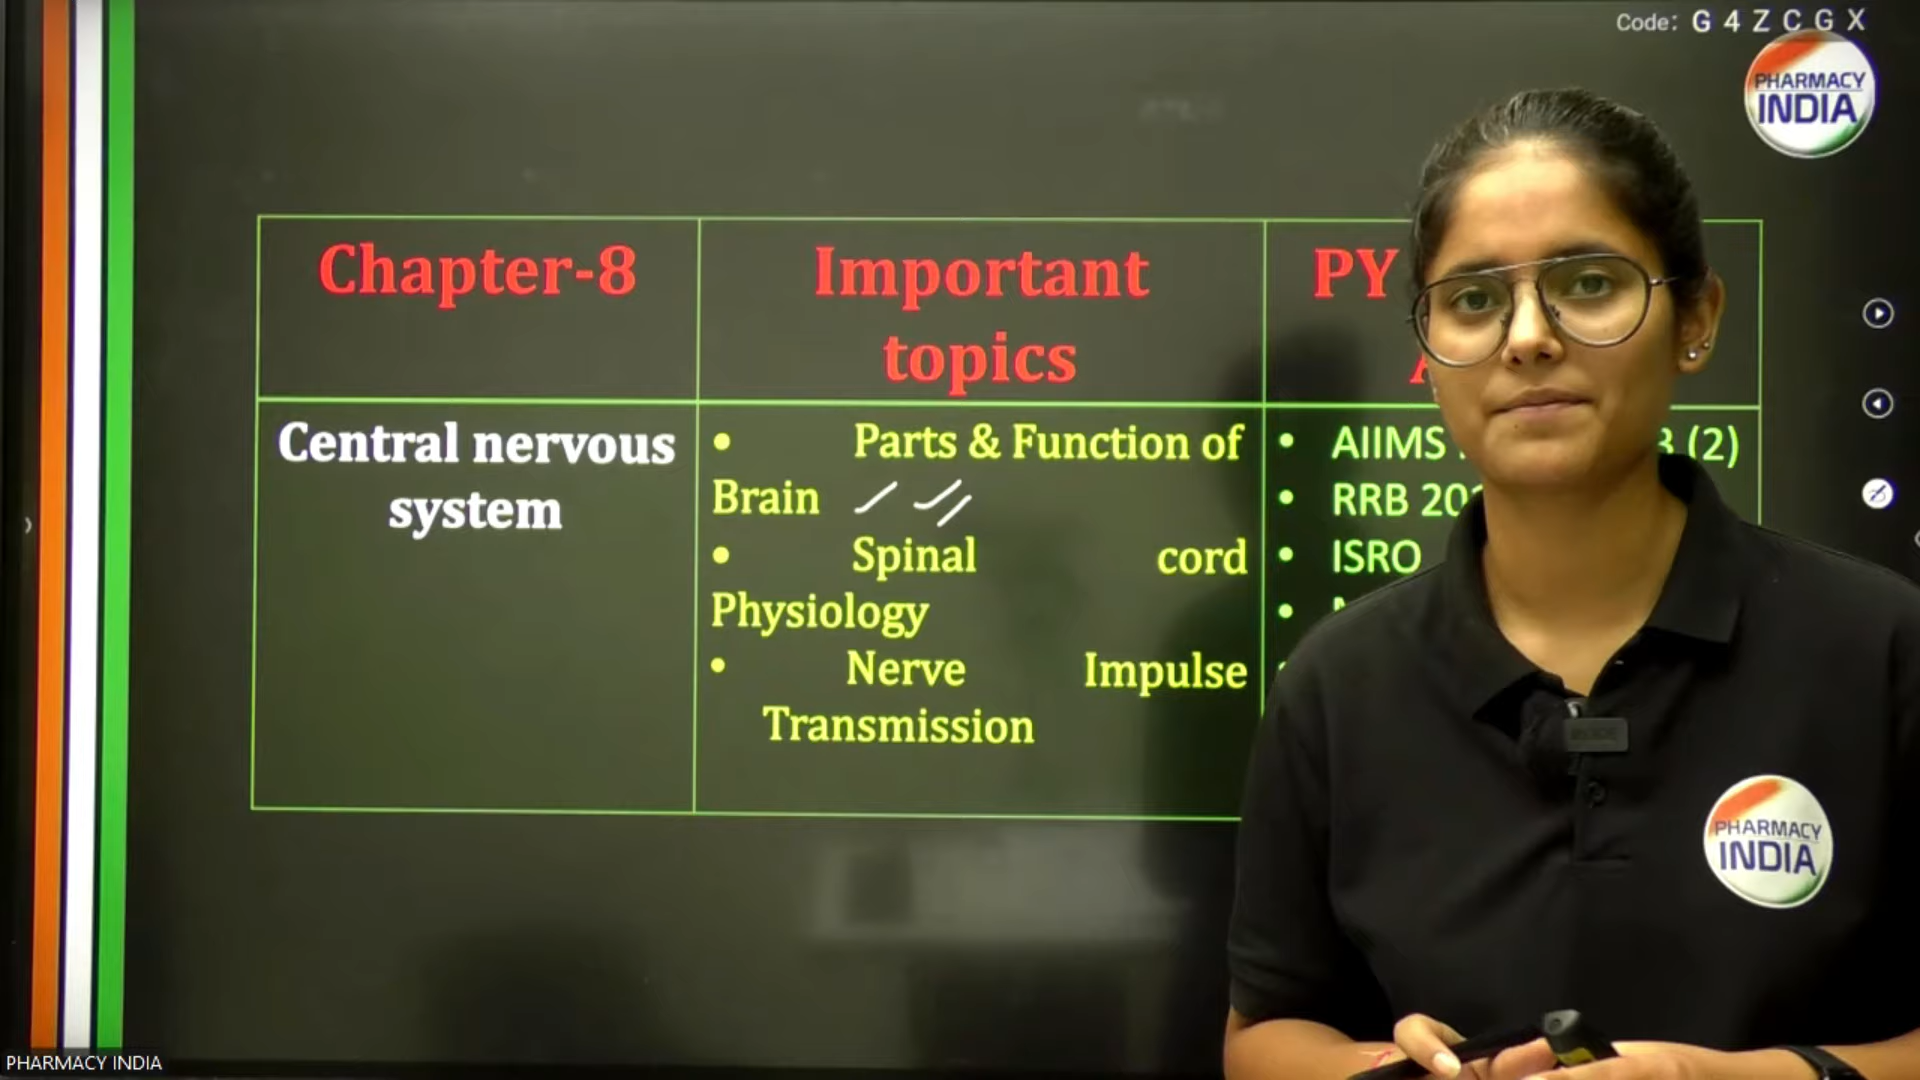 Code: G 4 Z C G X
PHARMACY
INDIA
Chapter-8
Important
topics
PY
Central nervous
system
• Parts & Function of
Brain
• Spinal cord
Physiology
• Nerve Impulse
Transmission
• AIIMS (2)
• RRB
• ISRO
PHARMACY
INDIA
PHARMACY INDIA